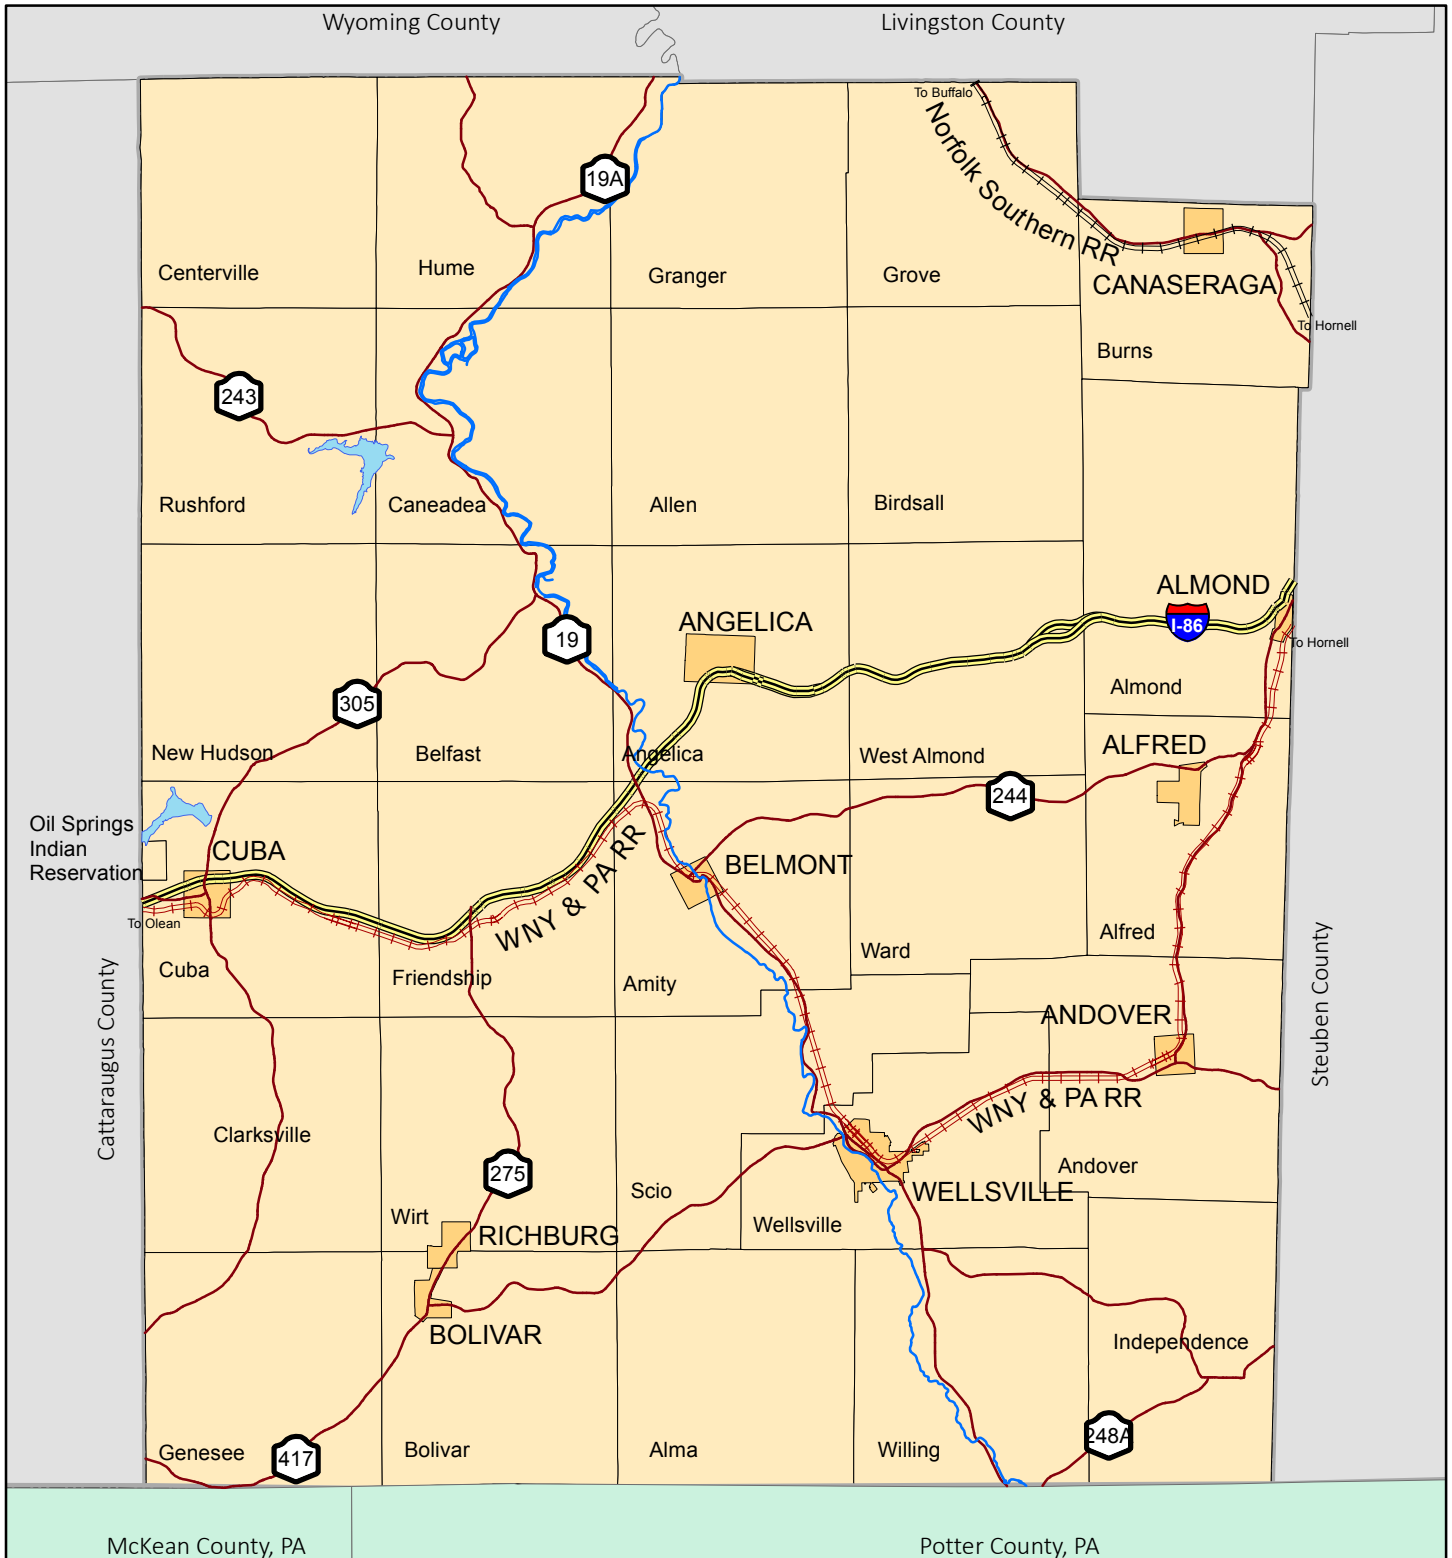 Wyoming County
Livingston County
To Buffalo
Norfolk Southern RR
19A
Centerville
Hume
Granger
Grove
CANASERAGA
To Hornell
Burns
243
Rushford
Caneadea
Allen
Birdsall
ALMOND
I-86
ANGELICA
19
To Hornell
305
Almond
New Hudson
Belfast
Angelica
West Almond
ALFRED
244
Oil Springs
Indian
Reservation
CUBA
BELMONT
WNY & PA RR
To Olean
Cuba
Friendship
Amity
Ward
Alfred
Cattaraugus County
Steuben County
ANDOVER
WNY & PA RR
Clarksville
275
Scio
Andover
WELLSVILLE
Wirt
Wellsville
RICHBURG
BOLIVAR
Independence
248A
Genesee
417
Bolivar
Alma
Willing
McKean County, PA
Potter County, PA